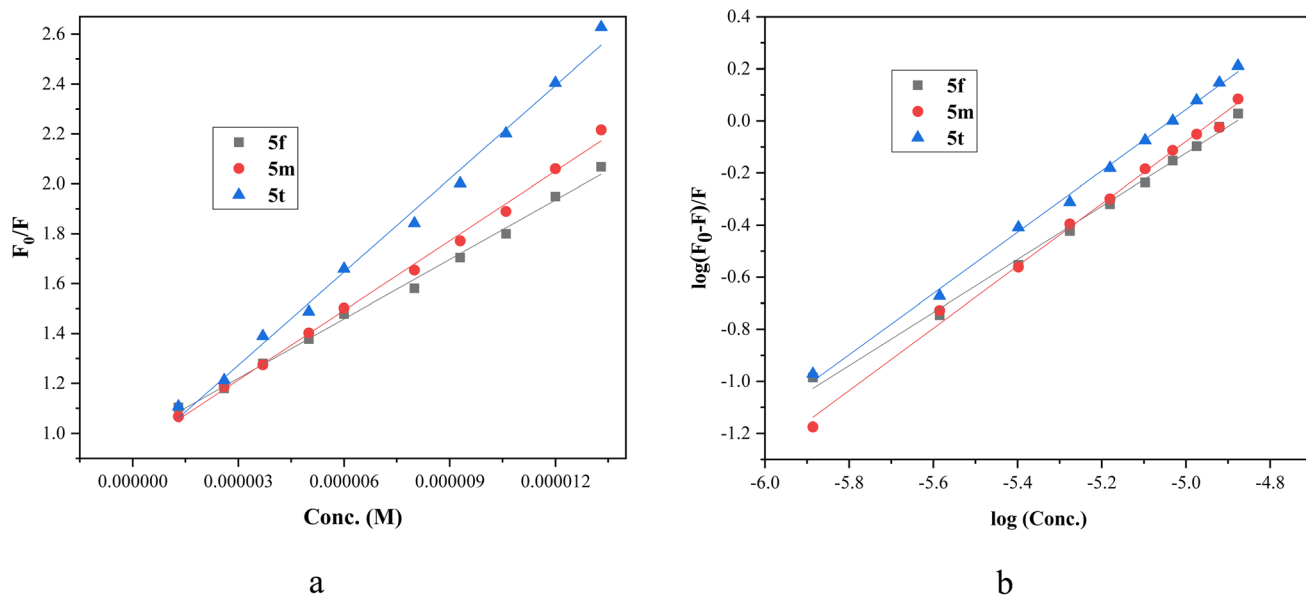 2.6
2.4
2.2
2.0
1.8
1.6
1.4
1.2
1.0
F0/F
5f
5m
5t
0.000000 0.000003 0.000006 0.000009 0.000012
Conc. (M)
a
0.4
0.2
0.0
-0.2
-0.4
-0.6
-0.8
-1.0
-1.2
log(F0-F)/F
5f
5m
5t
-6.0 -5.8 -5.6 -5.4 -5.2 -5.0 -4.8
log (Conc.)
b